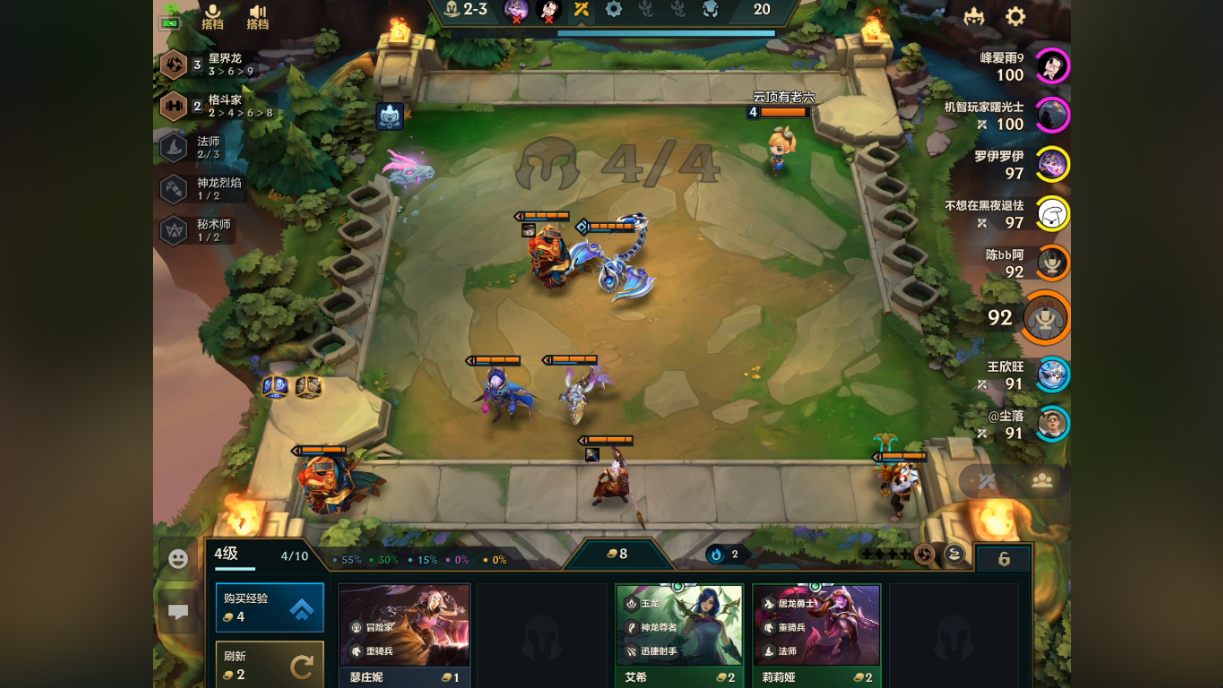 搭档
搭档
2-3
20
3 星界龙
3 > 6 > 9
2 格斗家
2 > 4 > 6 > 8
法师
2 / 3
神龙烈焰
1 / 2
秘术师
1 / 2
云顶有老六
4
4/4
峰爱雨9
100
机智玩家曙光士
100
罗伊罗伊
97
不想在黑夜退怯
97
陈bb阿
92
92
王欣旺
91
@尘落
91
4级
4/10
55% 30% 15% 0% 0%
8
2
购买经验
4
刷新
2
冒险家
重骑兵
瑟庄妮 1
玉龙
神龙尊者
迅捷射手
艾希 2
屠龙勇士
重骑兵
法师
莉莉娅 2